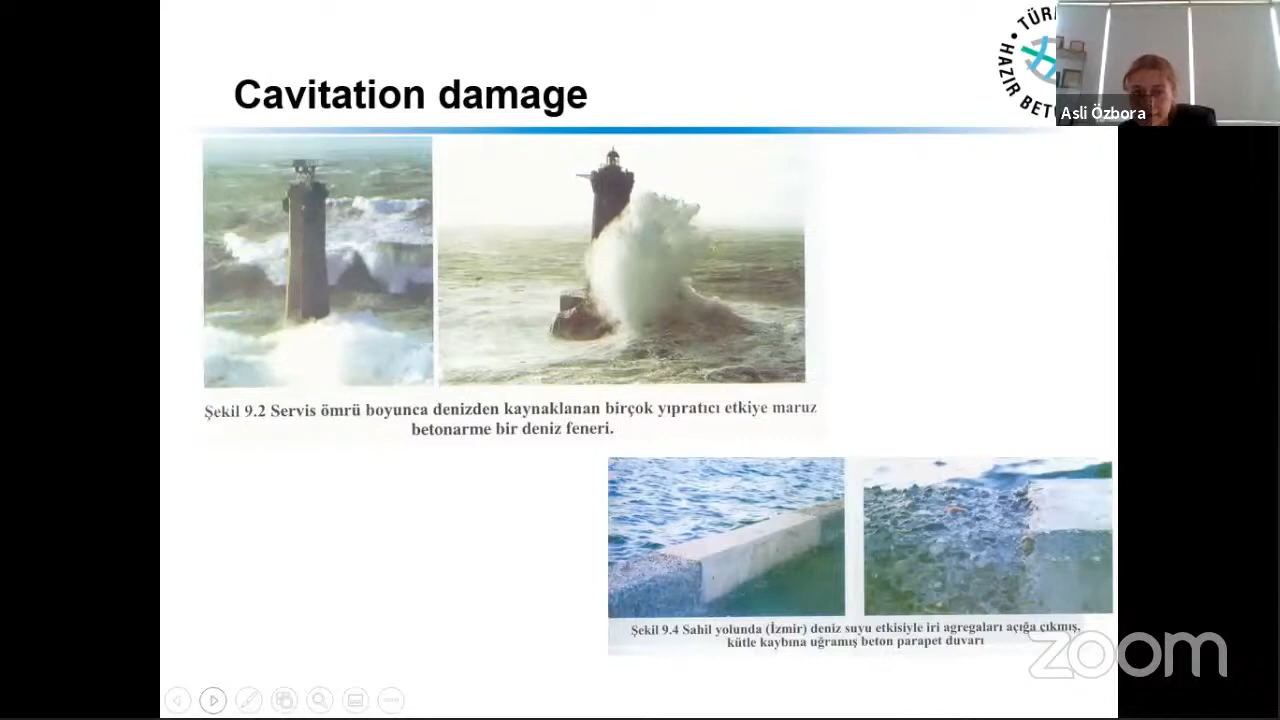 Cavitation damage
TÜR
HAZIR BET
Asli Özbora
Şekil 9.2 Servis ömrü boyunca denizden kaynaklanan birçok yıpratıcı etkiye maruz
betonarme bir deniz feneri.
Şekil 9.4 Sahil yolunda (İzmir) deniz suyu etkisiyle iri agregaları açığa çıkmış,
kütle kaybına uğramış beton parapet duvarı
zoom